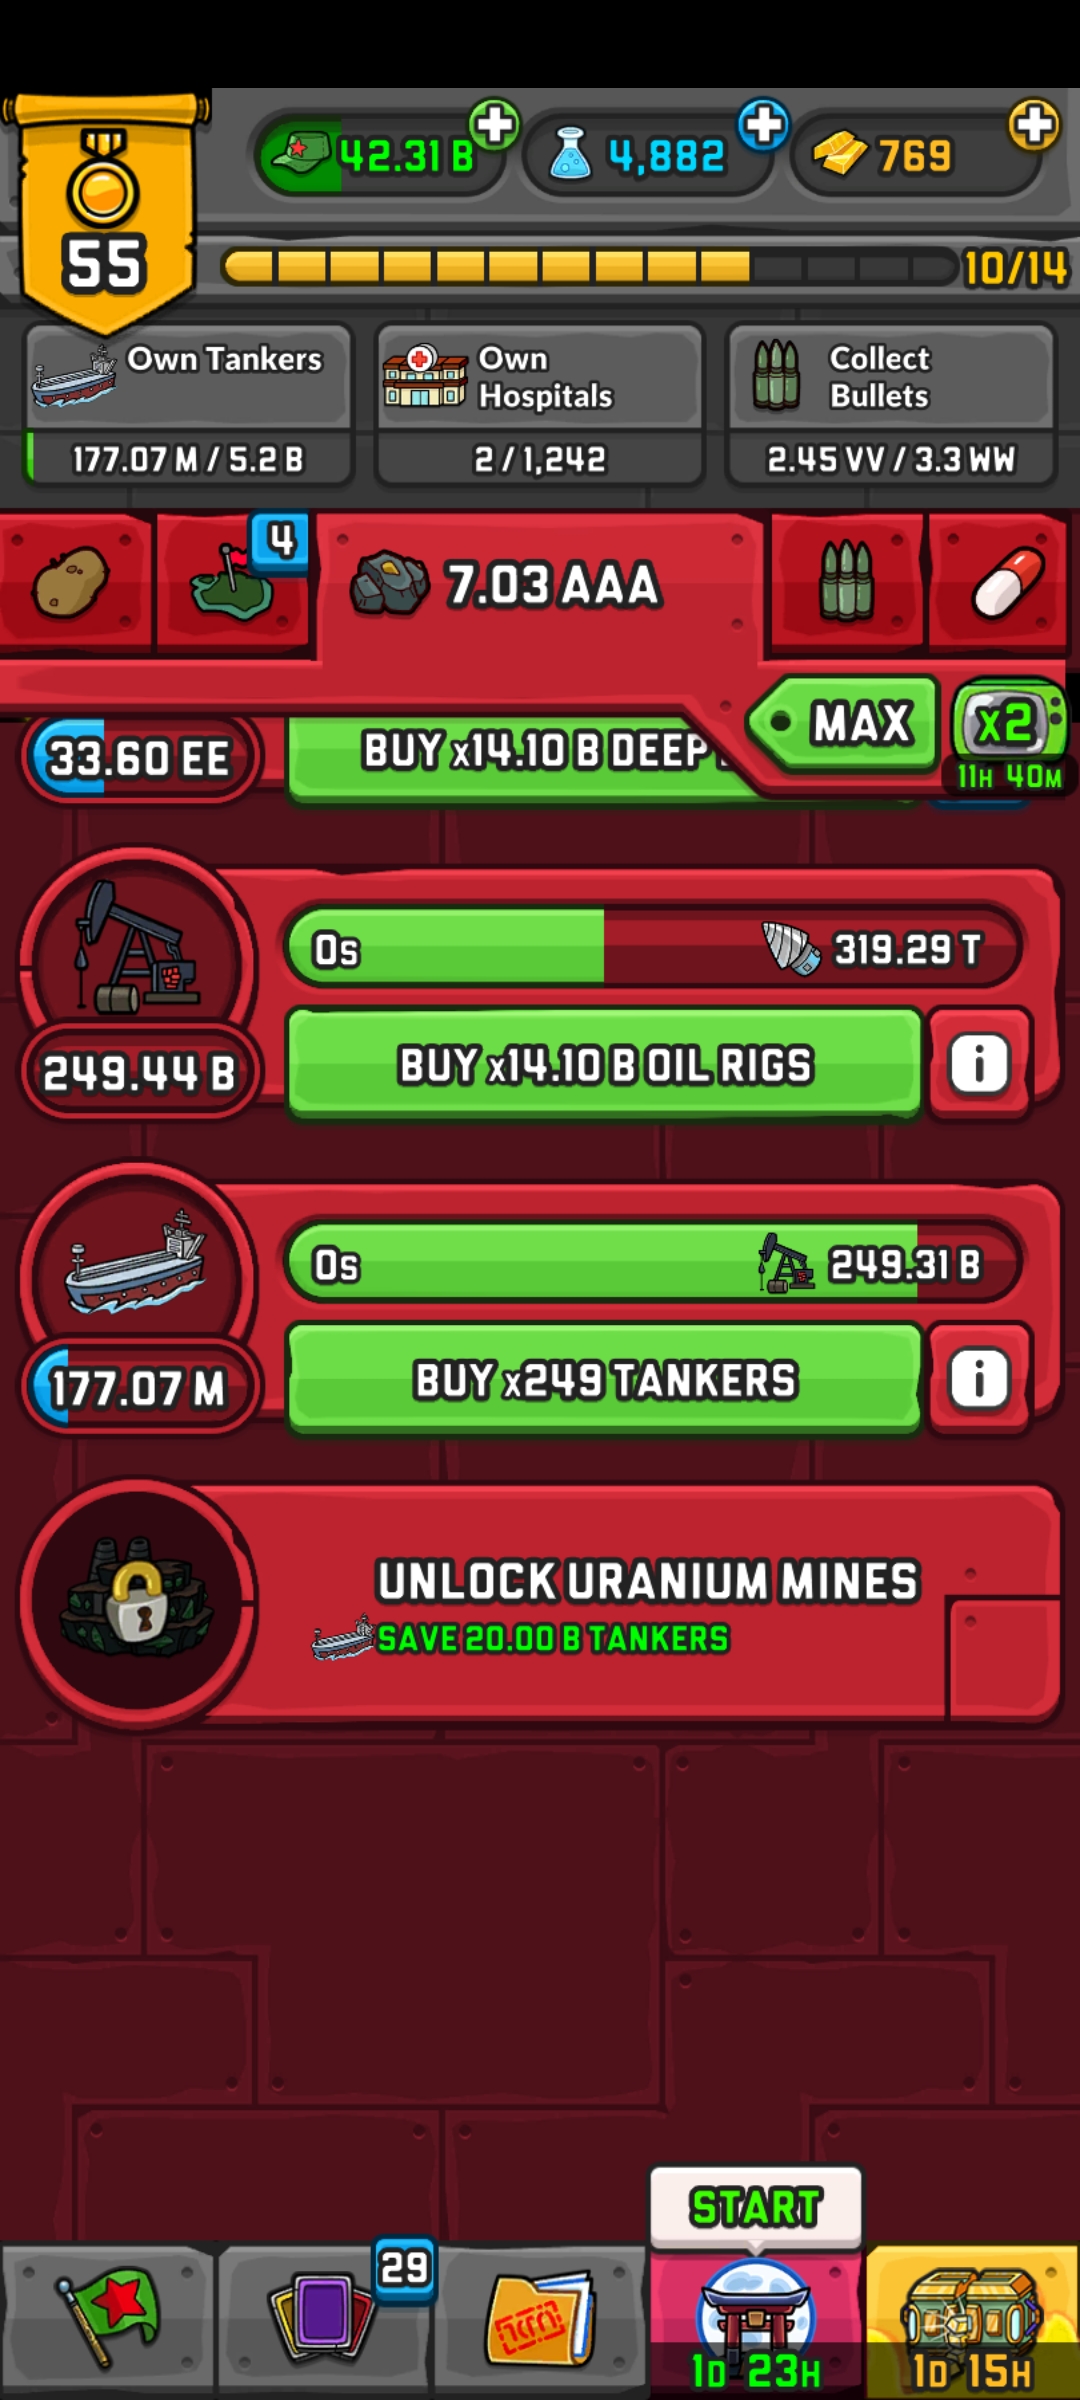 42.31 B
4,882
769
55
10/14
Own Tankers
177.07 M / 5.2 B
Own
Hospitals
2 / 1,242
Collect
Bullets
2.45 VV / 3.3 WW
4
7.03 AAA
MAX
x2
11H 40M
33.60 EE
BUY x14.10 B DEEP
0s
319.29 T
249.44 B
BUY x14.10 B OIL RIGS
i
0s
249.31 B
177.07 M
BUY x249 TANKERS
i
UNLOCK URANIUM MINES
SAVE 20.00 B TANKERS
START
29
1D 23H
1D 15H